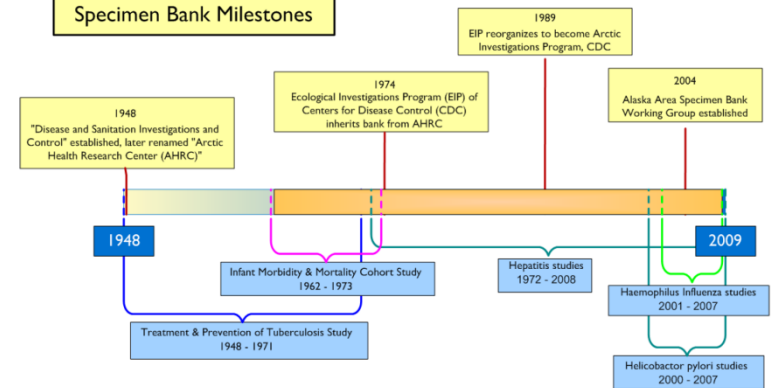 Specimen Bank Milestones
1989
EIP reorganizes to become Arctic
Investigations Program, CDC
1974
Ecological Investigations Program (EIP) of
Centers for Disease Control (CDC)
inherits bank from AHRC
2004
Alaska Area Specimen Bank
Working Group established
1948
"Disease and Sanitation Investigations and
Control" established, later renamed "Arctic
Health Research Center (AHRC)"
1948
2009
Infant Morbidity & Mortality Cohort Study
1962 - 1973
Hepatitis studies
1972 - 2008
Haemophilus Influenza studies
2001 - 2007
Treatment & Prevention of Tuberculosis Study
1948 - 1971
Helicobactor pylori studies
2000 - 2007